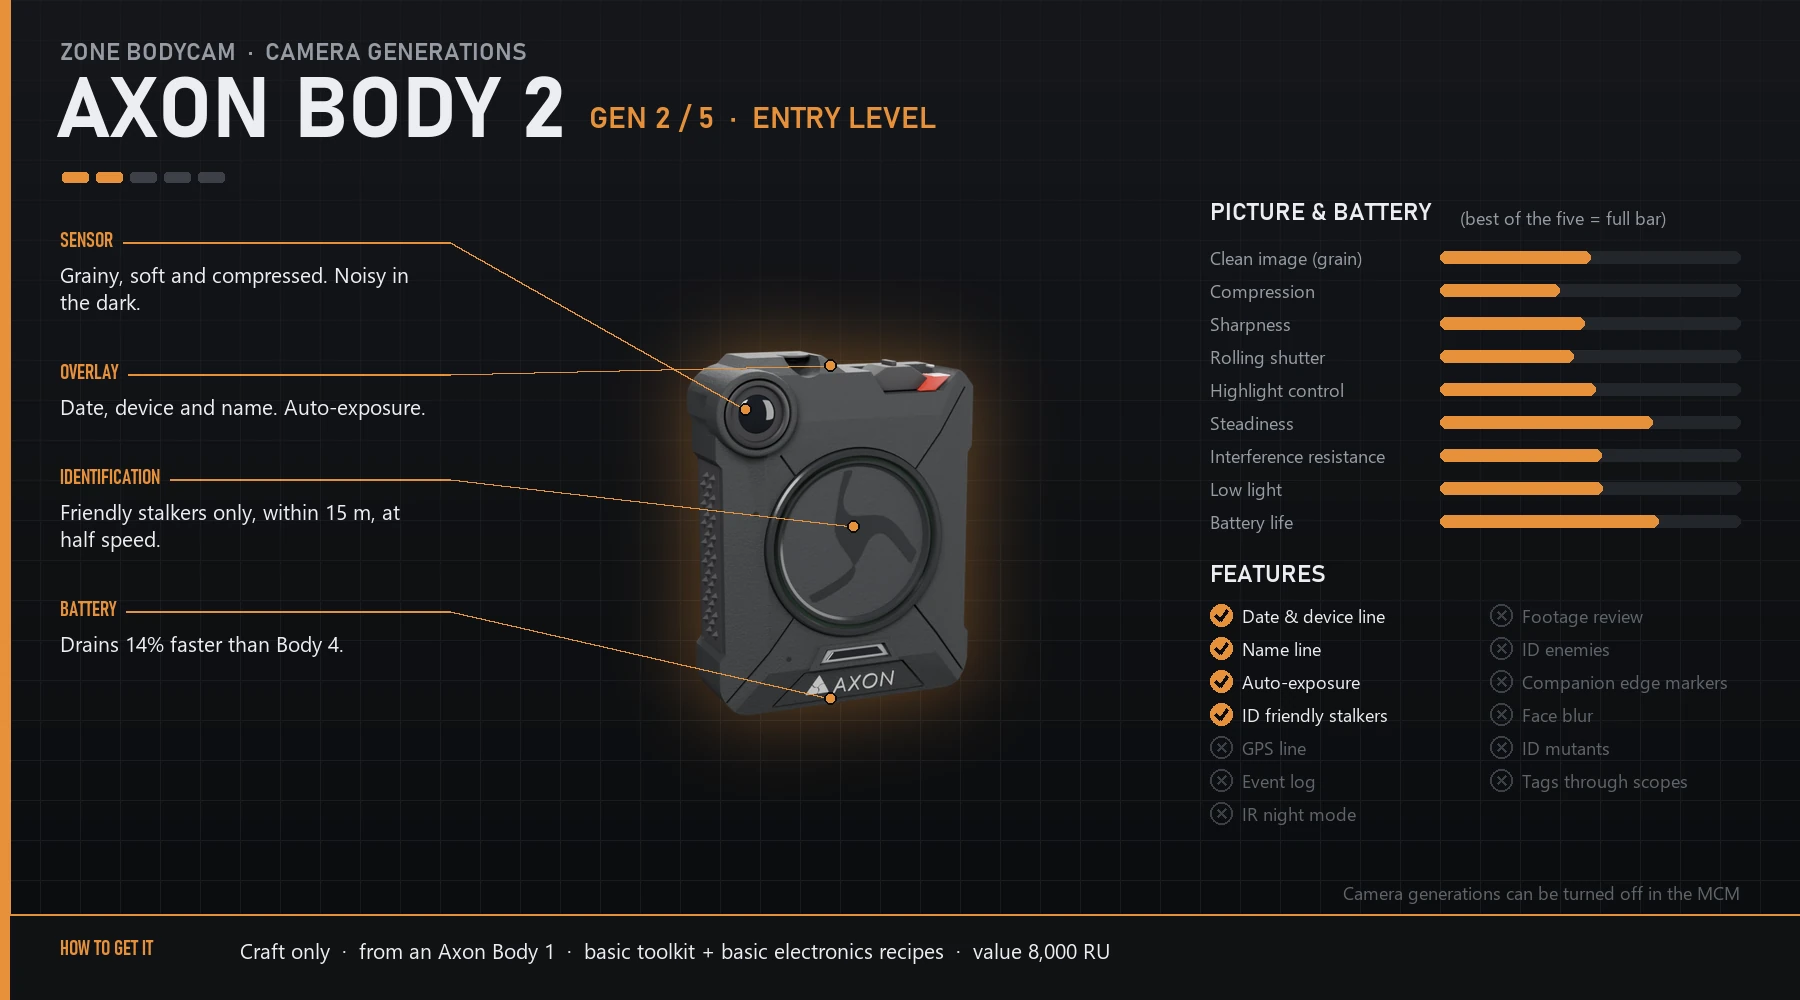 ZONE BODYCAM · CAMERA GENERATIONS
AXON BODY 2 GEN 2 / 5 · ENTRY LEVEL
SENSOR
Grainy, soft and compressed. Noisy in
the dark.
OVERLAY
Date, device and name. Auto-exposure.
IDENTIFICATION
Friendly stalkers only, within 15 m, at
half speed.
BATTERY
Drains 14% faster than Body 4.
AXON
PICTURE & BATTERY (best of the five = full bar)
Clean image (grain)
Compression
Sharpness
Rolling shutter
Highlight control
Steadiness
Interference resistance
Low light
Battery life
FEATURES
Date & device line
Name line
Auto-exposure
ID friendly stalkers
GPS line
Event log
IR night mode
Footage review
ID enemies
Companion edge markers
Face blur
ID mutants
Tags through scopes
Camera generations can be turned off in the MCM
HOW TO GET IT
Craft only · from an Axon Body 1 · basic toolkit + basic electronics recipes · value 8,000 RU